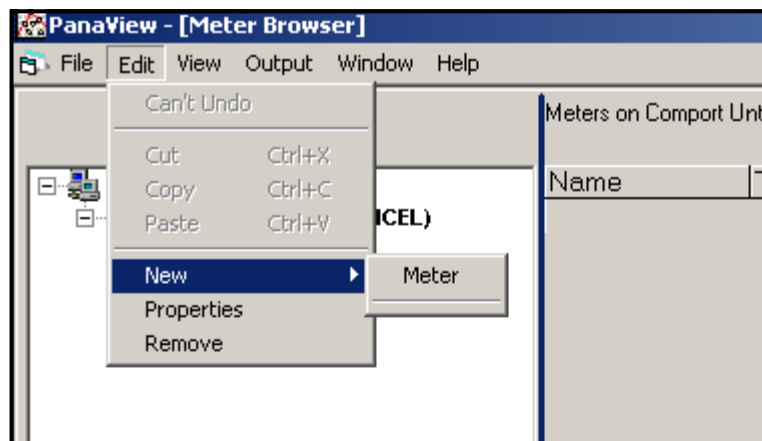 PanaView - [Meter Browser]
File Edit View Output Window Help
Can't Undo
Meters on Comport Unt
Cut Ctrl+X
Copy Ctrl+C
Name
Paste Ctrl+V
ICEL)
New Meter
Properties
Remove